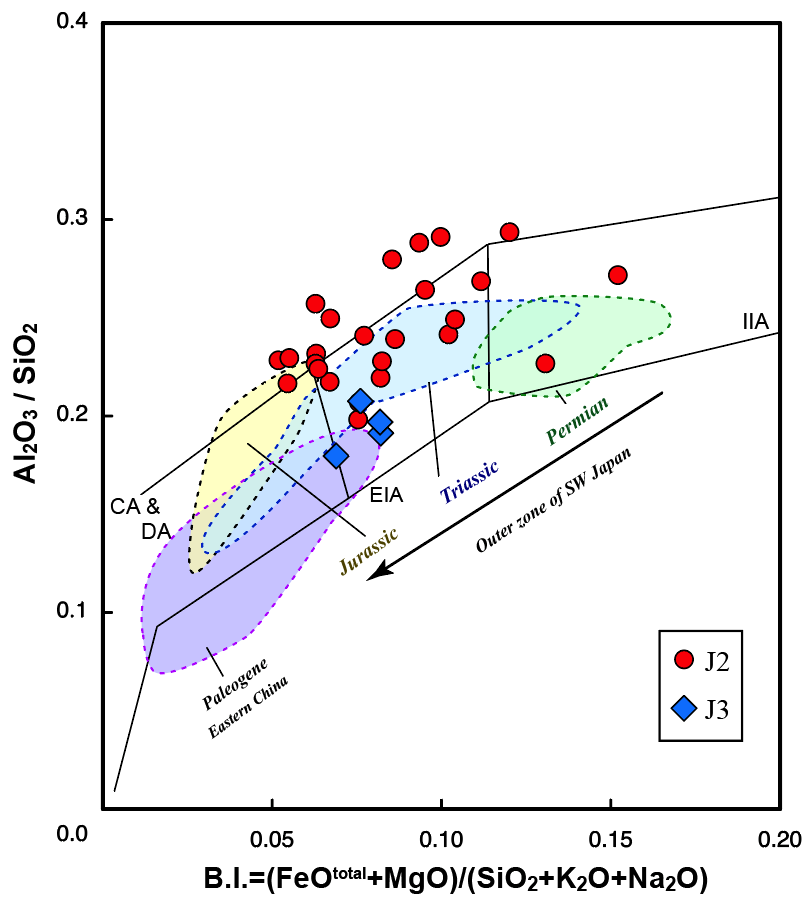 0.4
0.3
0.2
0.1
0.0
0.05
0.10
0.15
0.20
Al₂O₃ / SiO₂
B.I.=(FeOᵗᵒᵗᵃˡ+MgO)/(SiO₂+K₂O+Na₂O)
IIA
CA &
DA
EIA
Permian
Triassic
Jurassic
Outer zone of SW Japan
Paleogene
Eastern China
J2
J3